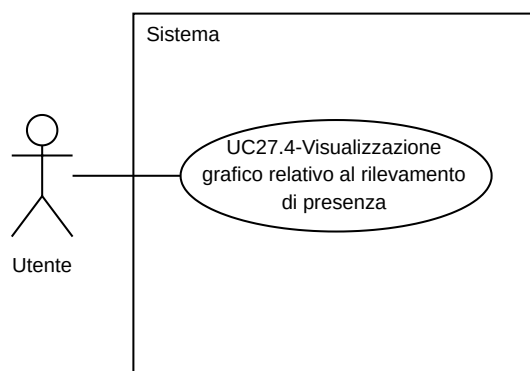 Sistema
UC27.4-Visualizzazione
grafico relativo al rilevamento
di presenza
Utente